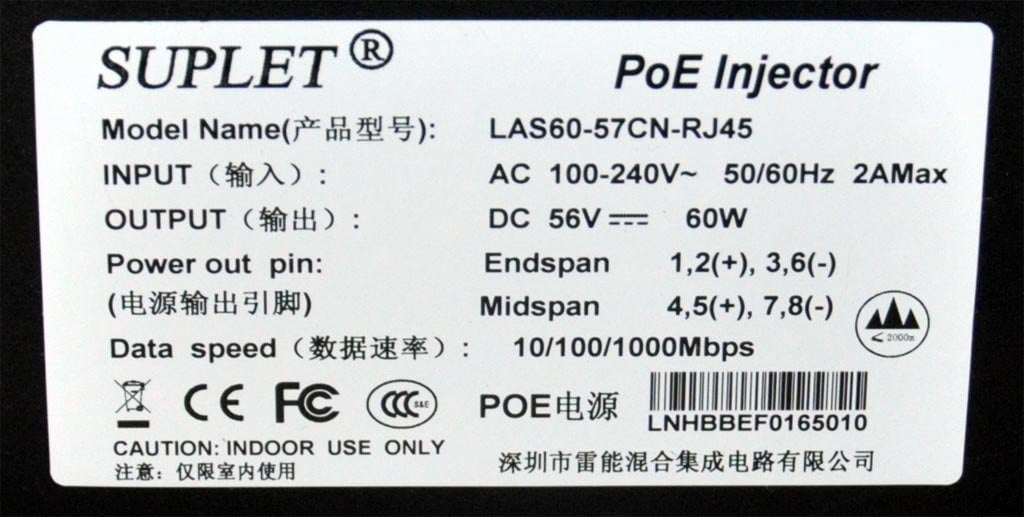 SUPLET®
PoE Injector
Model Name(产品型号): LAS60-57CN-RJ45
INPUT（输入）: AC 100-240V~ 50/60Hz 2AMax
OUTPUT（输出）: DC 56V⎓ 60W
Power out pin: Endspan 1,2(+), 3,6(-)
(电源输出引脚) Midspan 4,5(+), 7,8(-)
≤ 2000m
Data speed（数据速率）: 10/100/1000Mbps
CE FC CCC S&E POE电源
LNHBBEF0165010
CAUTION: INDOOR USE ONLY
注意: 仅限室内使用
深圳市雷能混合集成电路有限公司